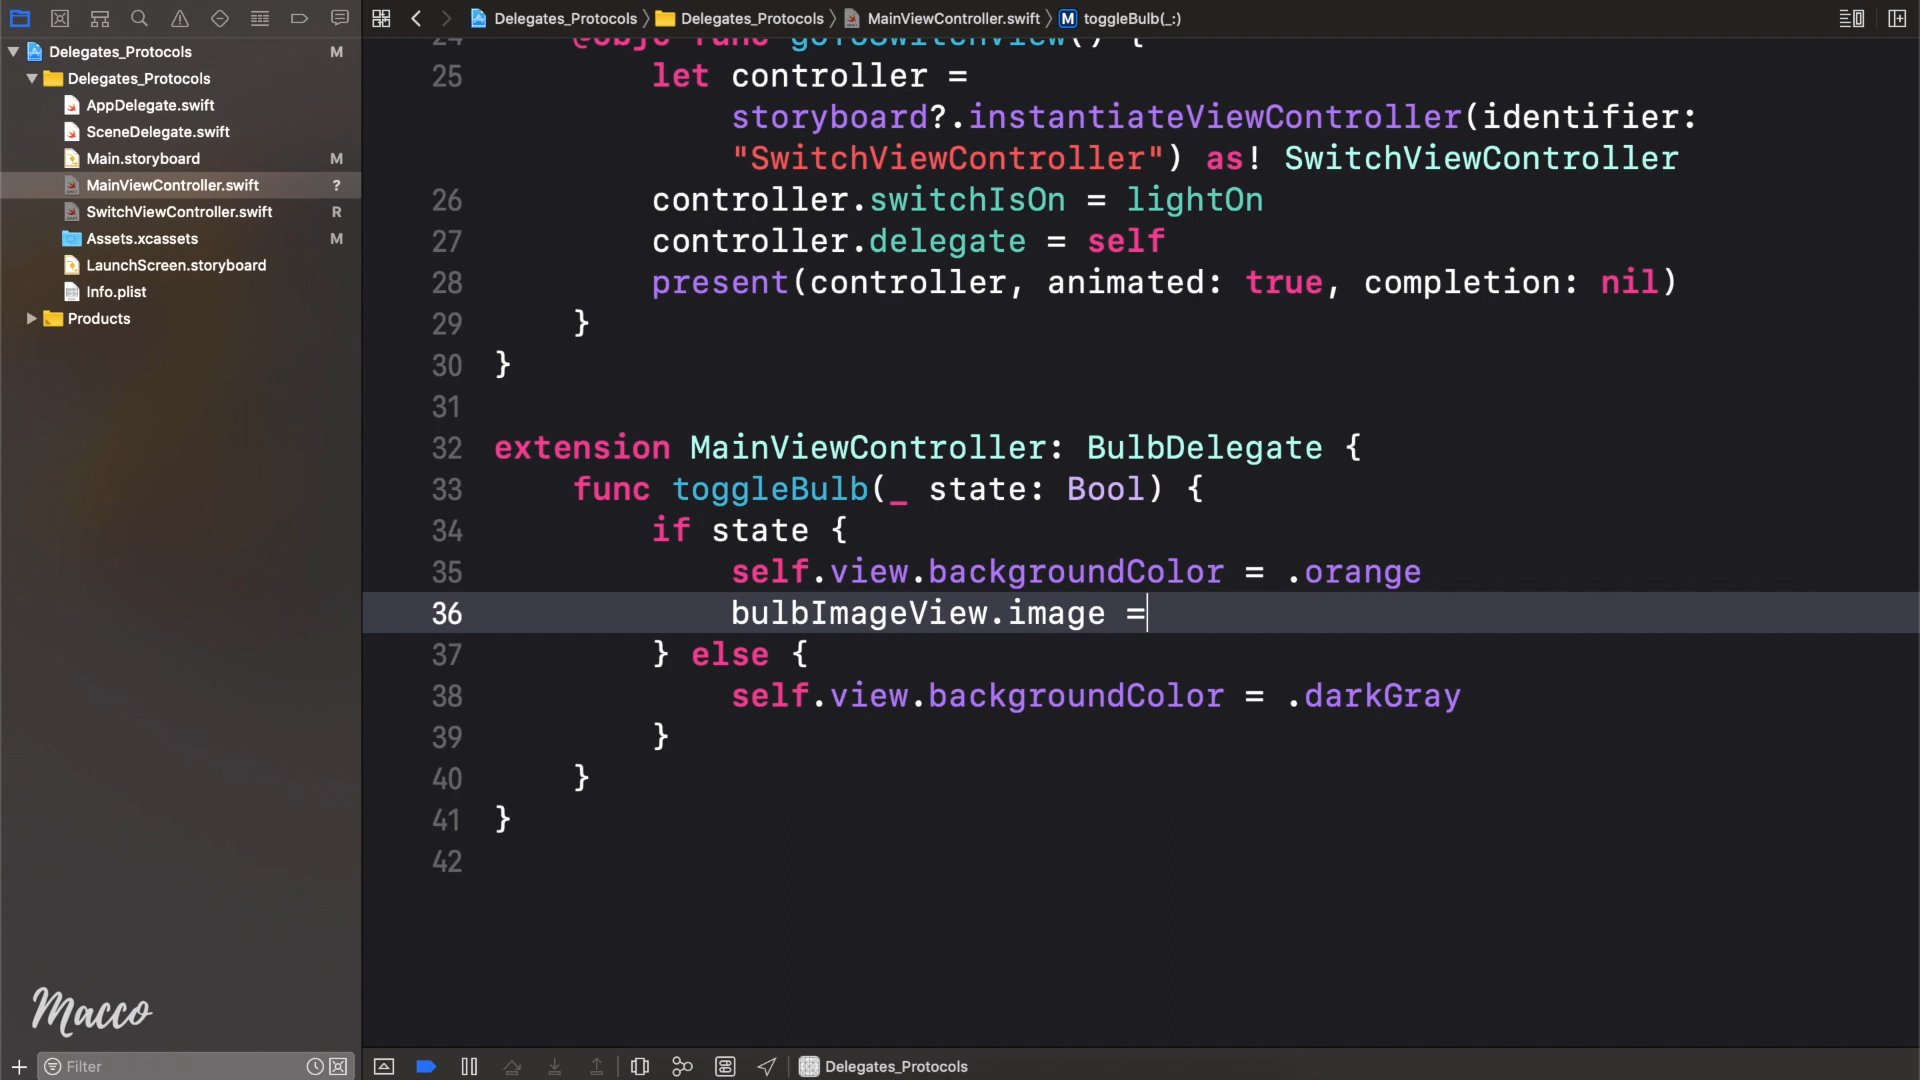 Delegates_Protocols 〉 Delegates_Protocols 〉 MainViewController.swift 〉 M toggleBulb(_:)
Delegates_Protocols M
Delegates_Protocols
AppDelegate.swift
SceneDelegate.swift
Main.storyboard M
MainViewController.swift ?
SwitchViewController.swift R
Assets.xcassets M
LaunchScreen.storyboard
Info.plist
Products
24 @objc func goToSwitchView() {
25 let controller =
storyboard?.instantiateViewController(identifier:
"SwitchViewController") as! SwitchViewController
26 controller.switchIsOn = lightOn
27 controller.delegate = self
28 present(controller, animated: true, completion: nil)
29 }
30 }
31
32 extension MainViewController: BulbDelegate {
33 func toggleBulb(_ state: Bool) {
34 if state {
35 self.view.backgroundColor = .orange
36 bulbImageView.image =
37 } else {
38 self.view.backgroundColor = .darkGray
39 }
40 }
41 }
42
Macco
Filter
Delegates_Protocols